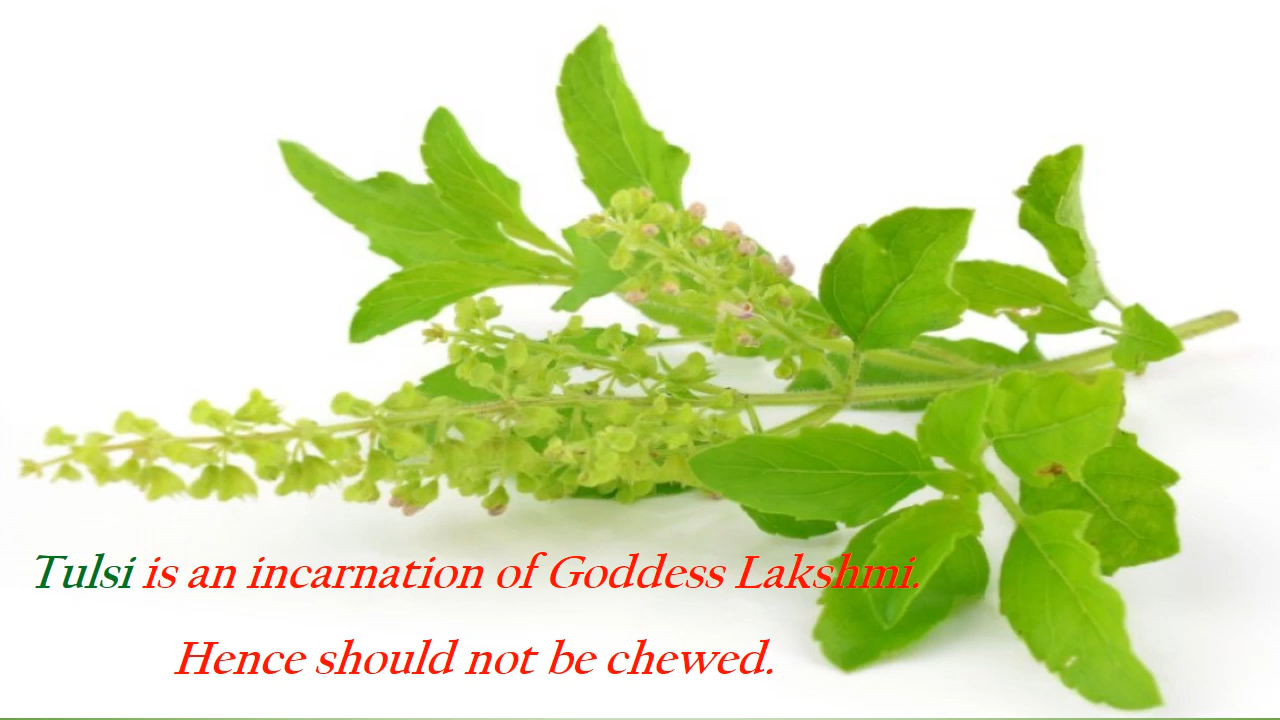 Tulsi is an incarnation of Goddess Lakshmi.
Hence should not be chewed.